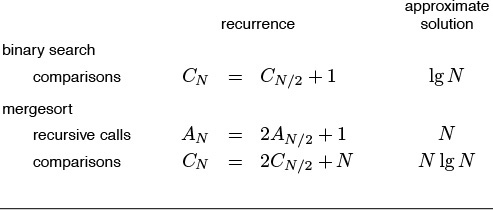 approximate
recurrence solution
binary search
comparisons C_N = C_{N/2} + 1 lg N
mergesort
recursive calls A_N = 2A_{N/2} + 1 N
comparisons C_N = 2C_{N/2} + N N lg N